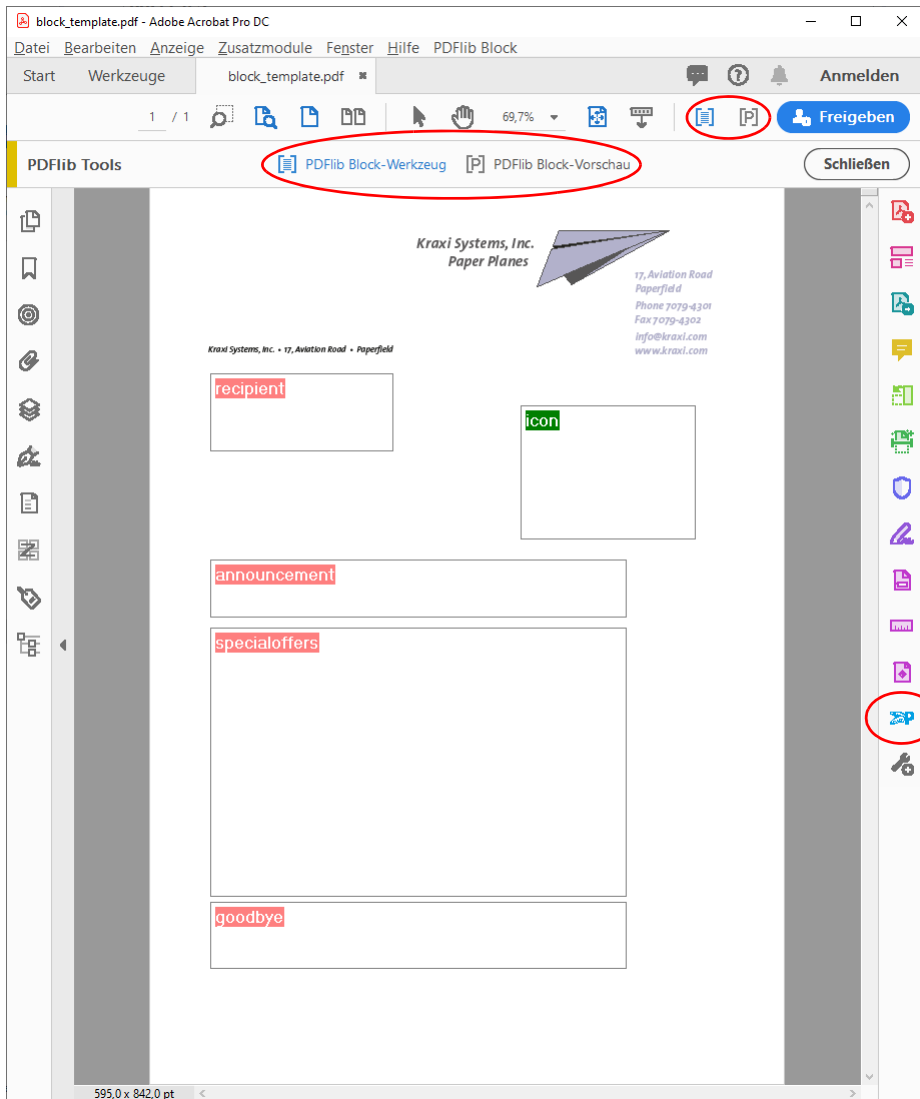 block_template.pdf - Adobe Acrobat Pro DC
Datei Bearbeiten Anzeige Zusatzmodule Fenster Hilfe PDFlib Block
Start Werkzeuge block_template.pdf Anmelden
1 / 1 69,7% [P] Freigeben
PDFlib Tools PDFlib Block-Werkzeug [P] PDFlib Block-Vorschau Schließen
Kraxi Systems, Inc.
Paper Planes
17, Aviation Road
Paperfield
Phone 7079-4301
Fax 7079-4302
info@kraxi.com
www.kraxi.com
Kraxi Systems, Inc. • 17, Aviation Road • Paperfield
recipient
icon
announcement
specialoffers
goodbye
595,0 x 842,0 pt